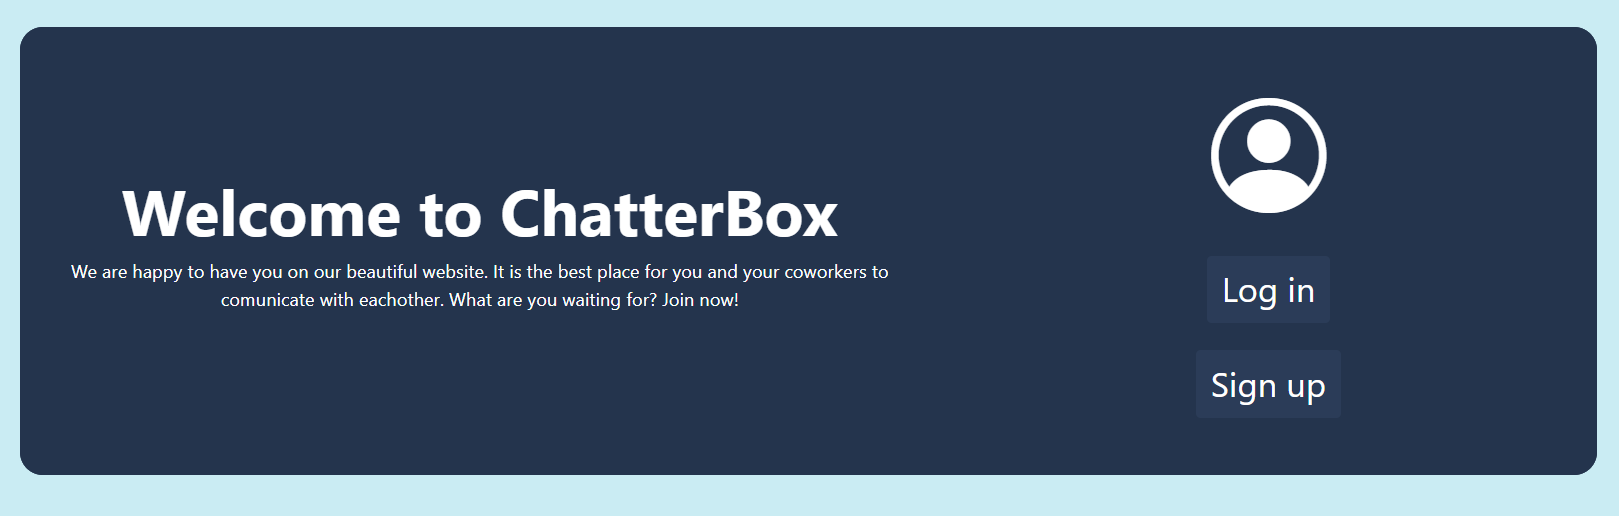 Welcome to ChatterBox
We are happy to have you on our beautiful website. It is the best place for you and your coworkers to
comunicate with eachother. What are you waiting for? Join now!
Log in
Sign up